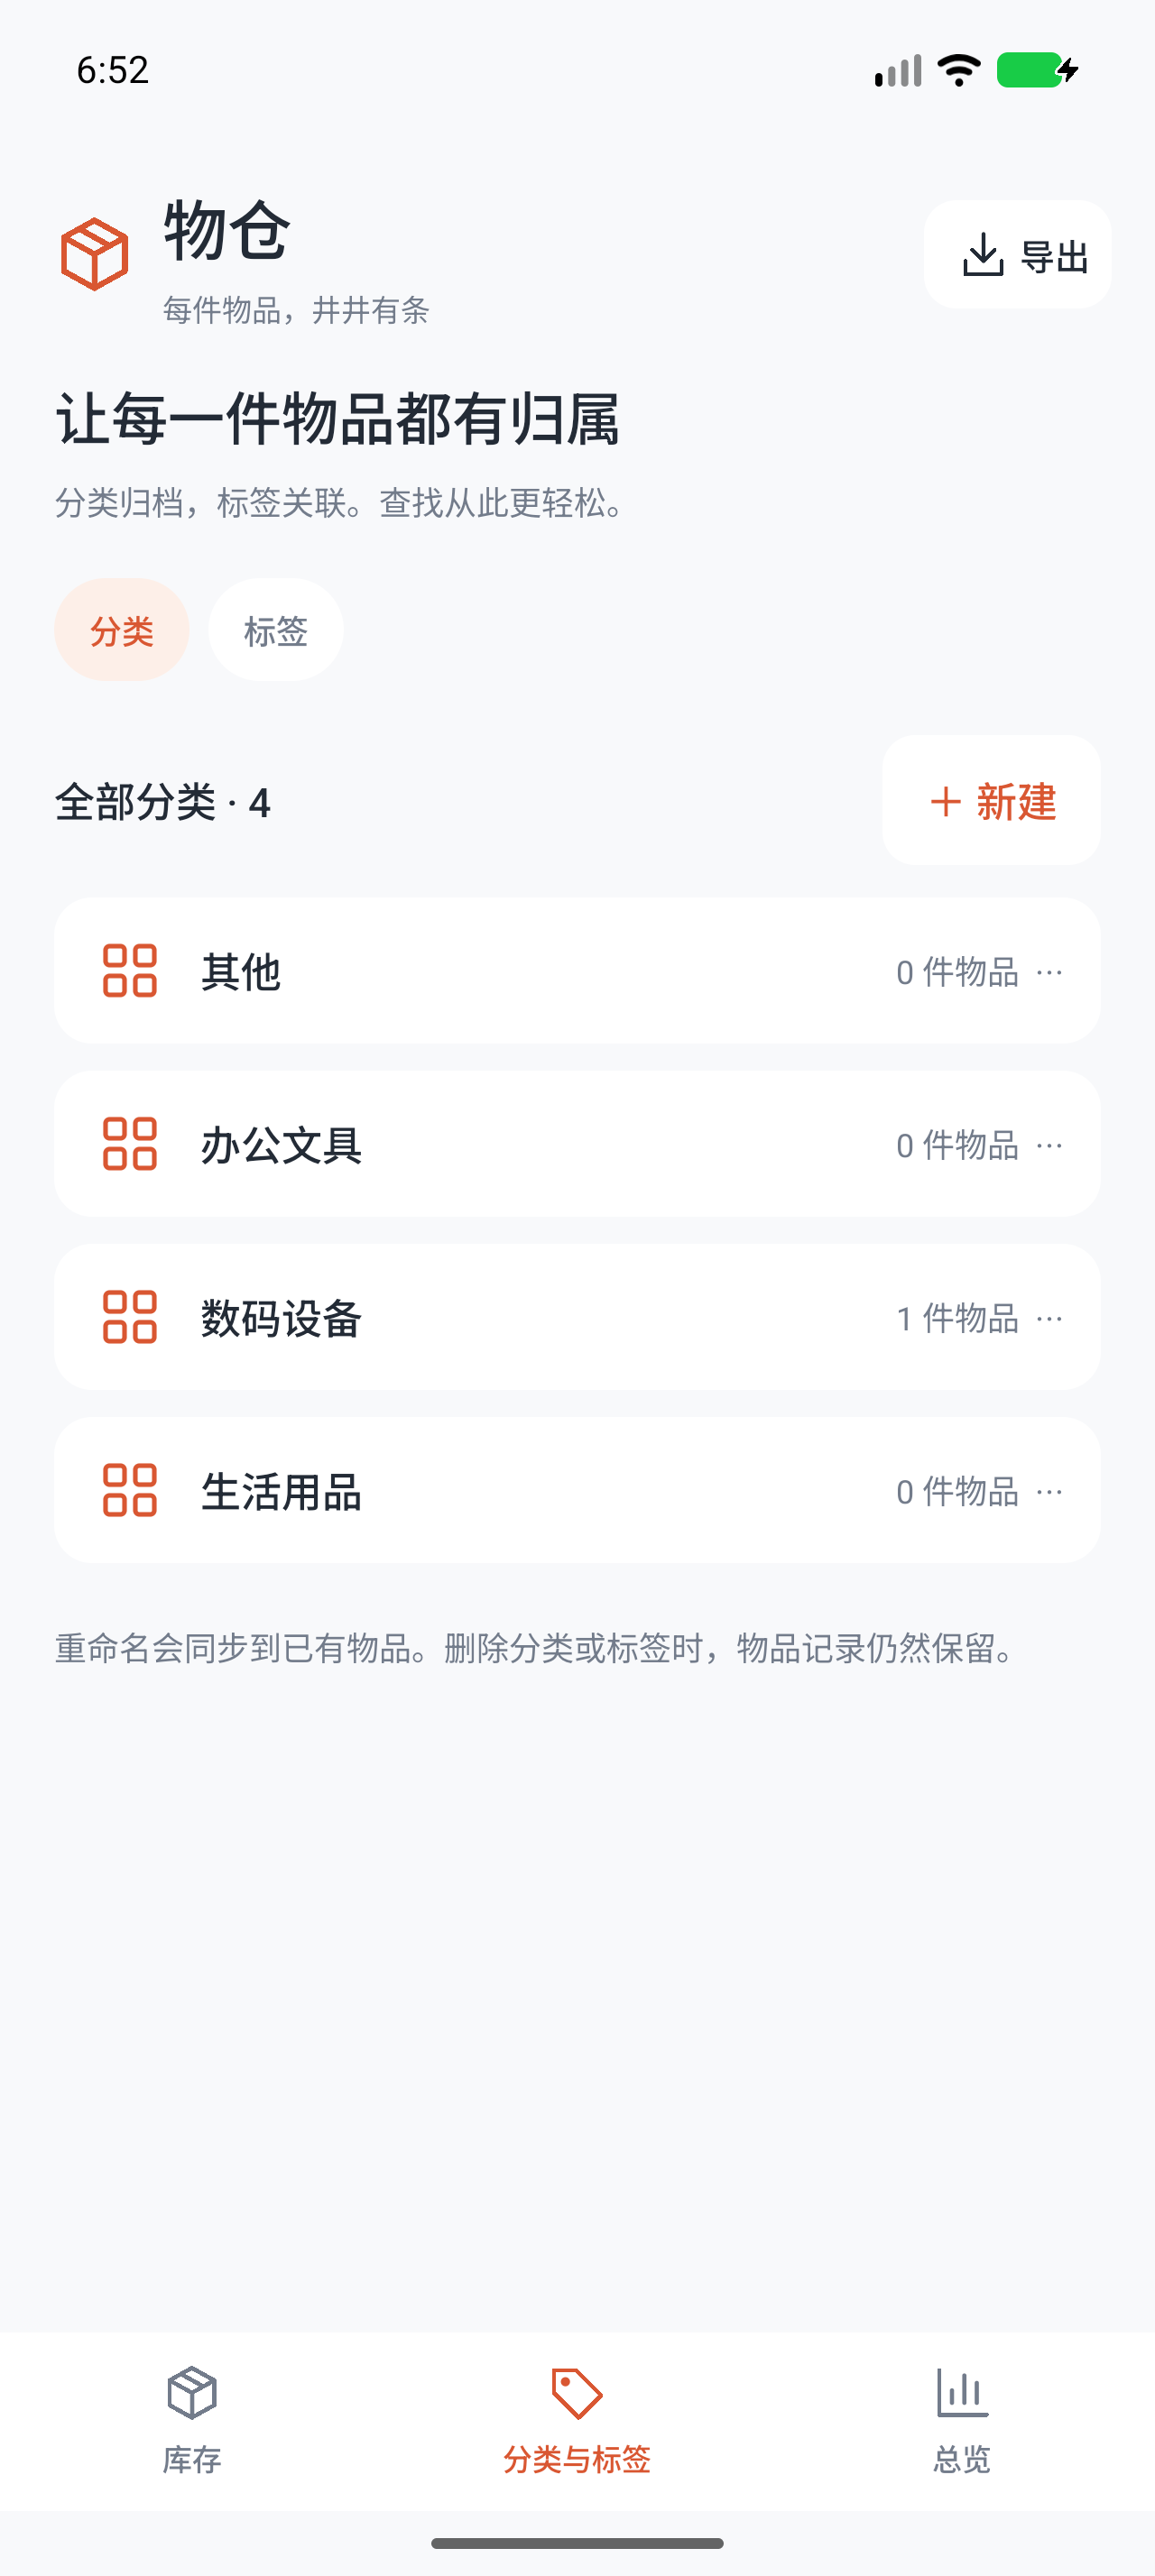 6:52
物仓
每件物品，井井有条
导出
让每一件物品都有归属
分类归档，标签关联。查找从此更轻松。
分类
标签
全部分类 · 4
+ 新建
其他
0 件物品 ···
办公文具
0 件物品 ···
数码设备
1 件物品 ···
生活用品
0 件物品 ···
重命名会同步到已有物品。删除分类或标签时，物品记录仍然保留。
库存
分类与标签
总览